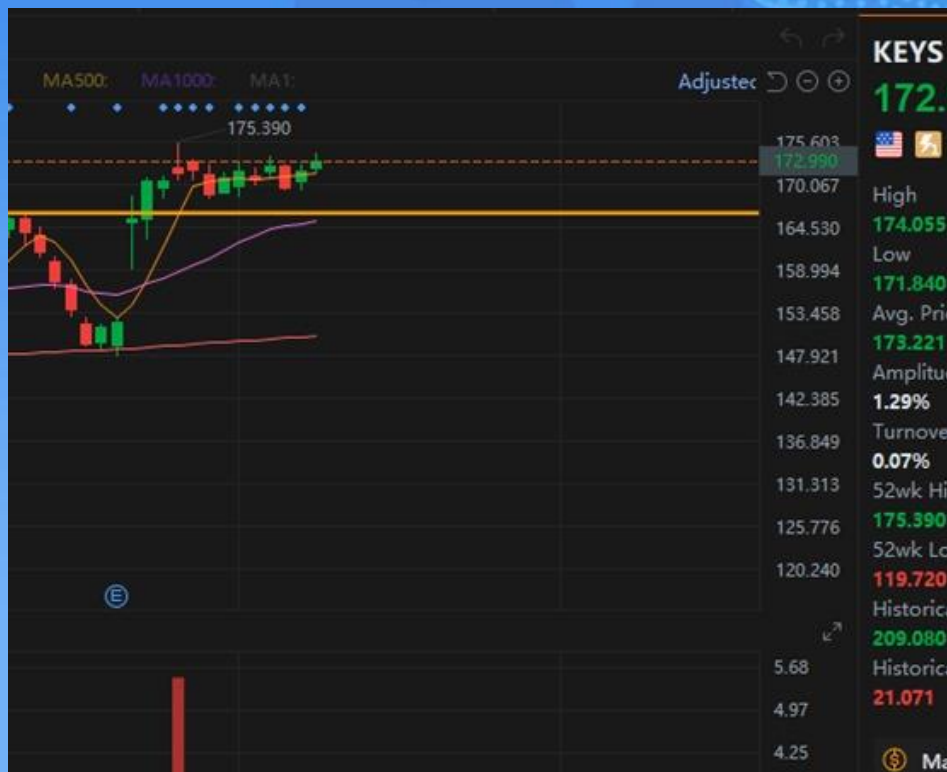 KEYS
172.
MA500: MA1000: MA1:
Adjusted
175.390
175.603
172.990
170.067
164.530
158.994
153.458
147.921
142.385
136.849
131.313
125.776
120.240
E
5.68
4.97
4.25
High
174.055
Low
171.840
Avg. Pri
173.221
Amplitu
1.29%
Turnove
0.07%
52wk Hi
175.390
52wk Lo
119.720
Historica
209.080
Historica
21.071
Ma